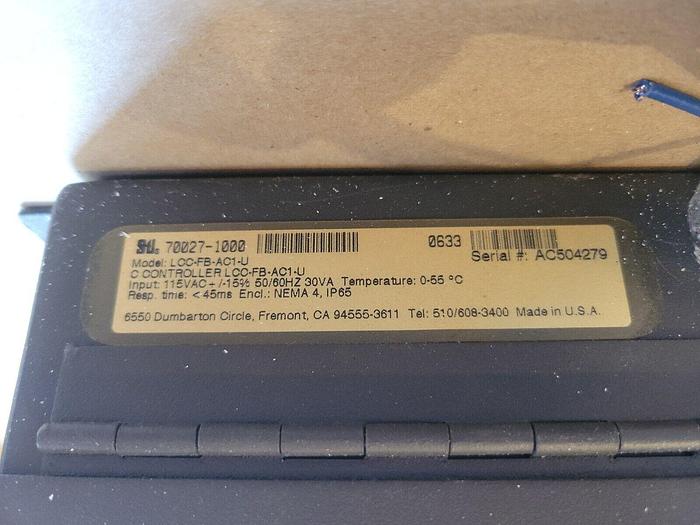 STI. 70027-1000 0633
Model: LCC-FB-AC1-U Serial #: AC504279
C CONTROLLER LCC-FB-AC1-U
Input: 115VAC +/-15% 50/60HZ 30VA Temperature: 0-55 °C
Resp. time: <45ms Encl.: NEMA 4, IP65
6550 Dumbarton Circle, Fremont, CA 94555-3611 Tel: 510/608-3400 Made in U.S.A.